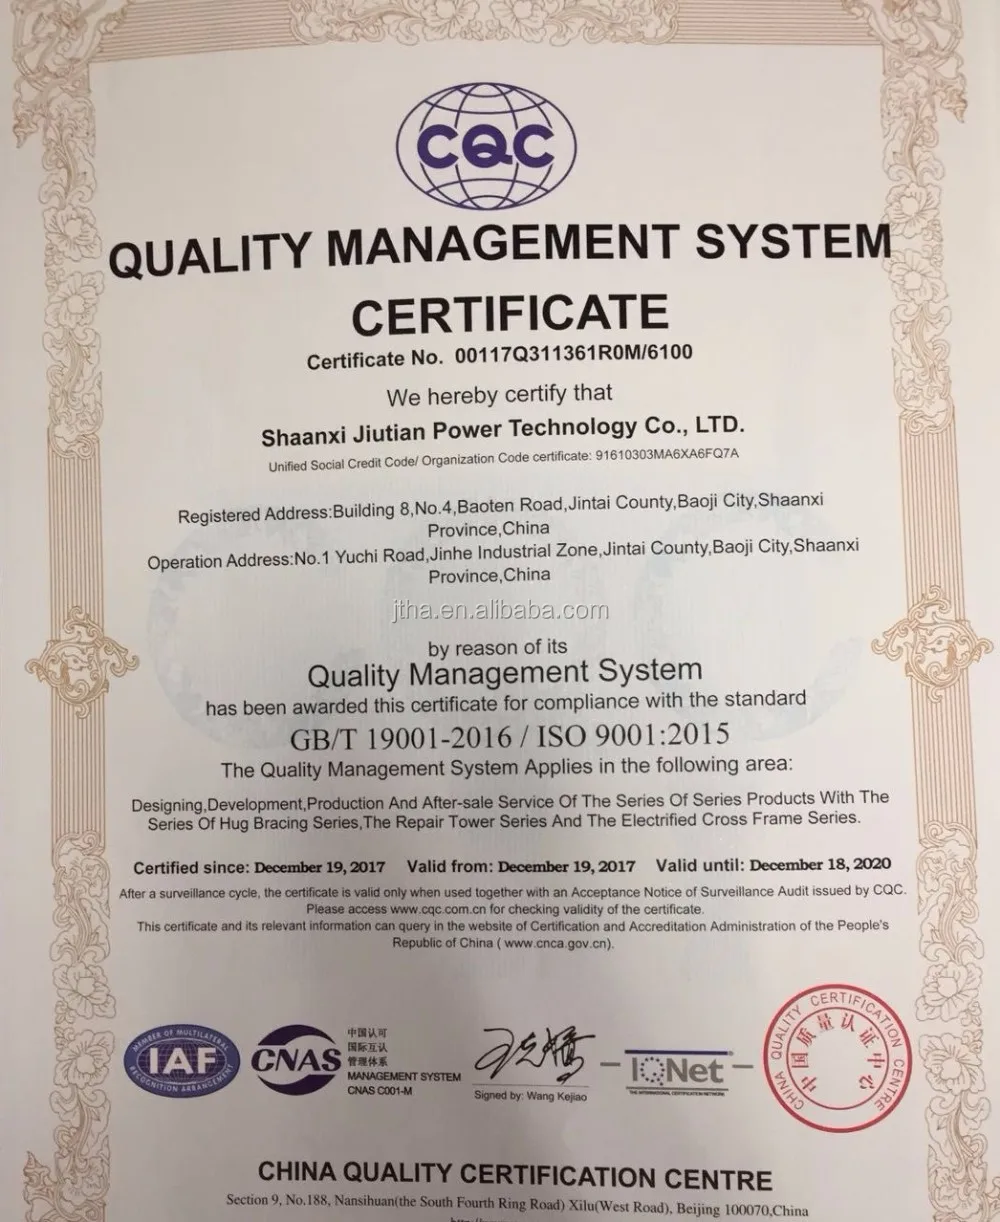 CQC
QUALITY MANAGEMENT SYSTEM
CERTIFICATE
Certificate No. 00117Q311361R0M/6100
We hereby certify that
Shaanxi Jiutian Power Technology Co., LTD.
Unified Social Credit Code/ Organization Code certificate: 91610303MA6XA6FQ7A
Registered Address:Building 8,No.4,Baoten Road,Jintai County,Baoji City,Shaanxi
Province,China
Operation Address:No.1 Yuchi Road,Jinhe Industrial Zone,Jintai County,Baoji City,Shaanxi
Province,China
jtha.en.alibaba.com
by reason of its
Quality Management System
has been awarded this certificate for compliance with the standard
GB/T 19001-2016 / ISO 9001:2015
The Quality Management System Applies in the following area:
Designing,Development,Production And After-sale Service Of The Series Of Series Products With The
Series Of Hug Bracing Series,The Repair Tower Series And The Electrified Cross Frame Series.
Certified since: December 19, 2017 Valid from: December 19, 2017 Valid until: December 18, 2020
After a surveillance cycle, the certificate is valid only when used together with an Acceptance Notice of Surveillance Audit issued by CQC.
Please access www.cqc.com.cn for checking validity of the certificate.
This certificate and its relevant information can query in the website of Certification and Accreditation Administration of the People's
Republic of China ( www.cnca.gov.cn).
MEMBER OF MULTILATERAL
IAF
RECOGNITION ARRANGEMENT
CNAS
中国认可
国际互认
管理体系
MANAGEMENT SYSTEM
CNAS C001-M
Signed by: Wang Kejiao
IQNet
THE INTERNATIONAL CERTIFICATION NETWORK
CHINA QUALITY CERTIFICATION CENTRE
中国质量认证中心
CHINA QUALITY CERTIFICATION CENTRE
Section 9, No.188, Nansihuan(the South Fourth Ring Road) Xilu(West Road), Beijing 100070,China